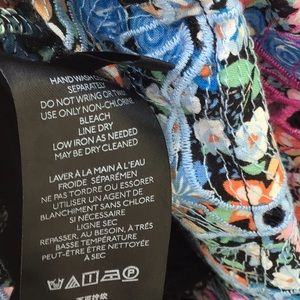 HAND WASH
SEPARATELY
DO NOT WRING OR TWIST
USE ONLY NON-CHLORINE
BLEACH
LINE DRY
LOW IRON AS NEEDED
MAY BE DRY CLEANED
LAVER À LA MAIN À L'EAU
FROIDE SÉPARÉMENT
NE PAS TORDRE OU ESSORER
UTILISER UN AGENT DE
BLANCHIMENT SANS CHLORE
SI NÉCESSAIRE
LIGNE SEC
REPASSER, AU BESOIN, À TRÈS
BASSE TEMPÉRATURE
PEUT-ÊTRE ÊTRE NETTOYÉE
À SEC